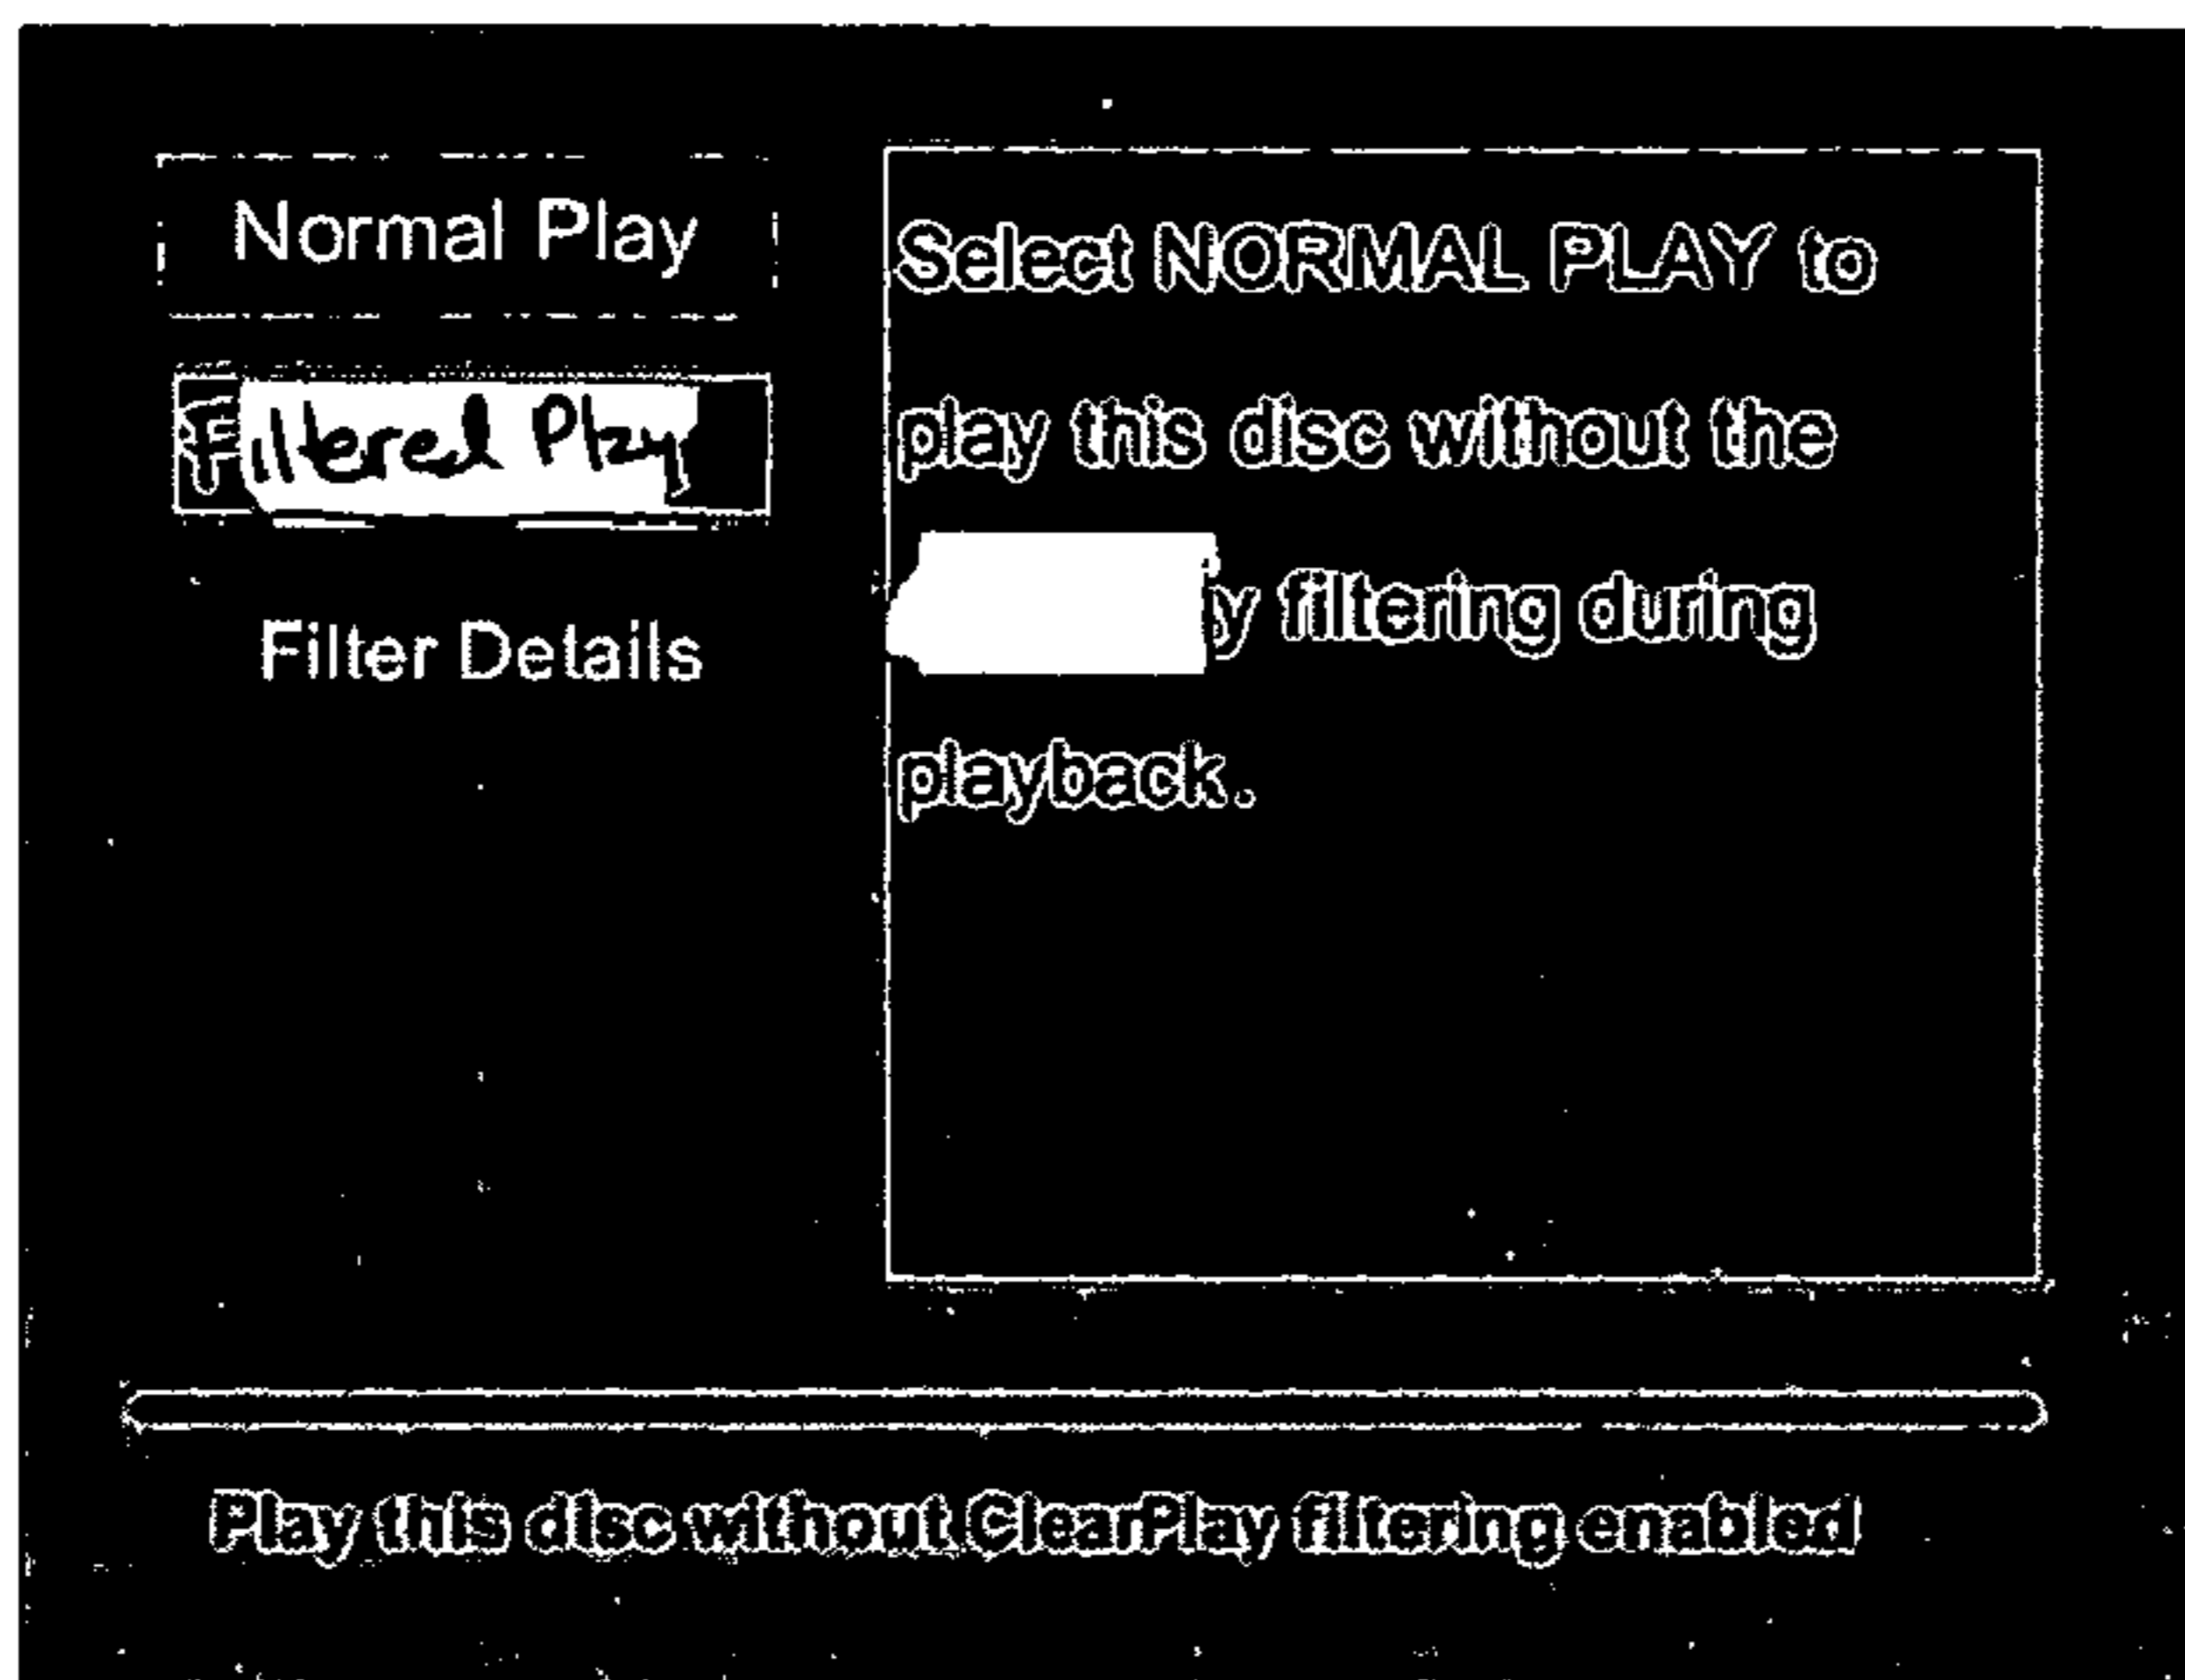 Normal Play
Filtered Play
Filter Details
Select NORMAL PLAY to
play this disc without the
y filtering during
playback.
Play this disc without ClearPlay filtering enabled